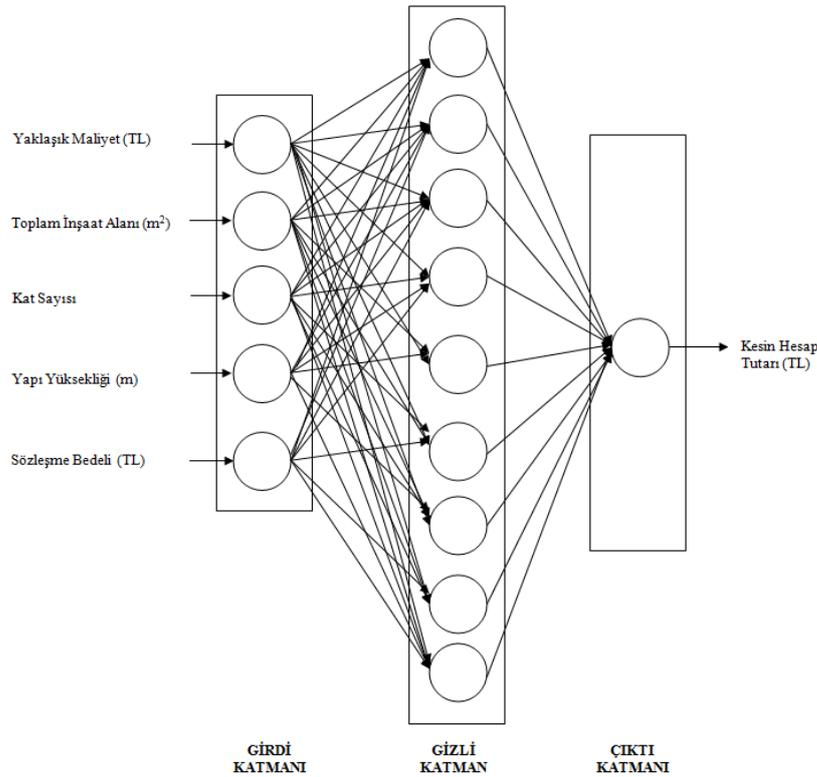 Yaklaşık Maliyet (TL)
Toplam İnşaat Alanı (m²)
Kat Sayısı
Yapı Yüksekliği (m)
Sözleşme Bedeli (TL)
Kesin Hesap
Tutarı (TL)
GİRDİ
KATMANI
GİZLİ
KATMAN
ÇIKTI
KATMANI